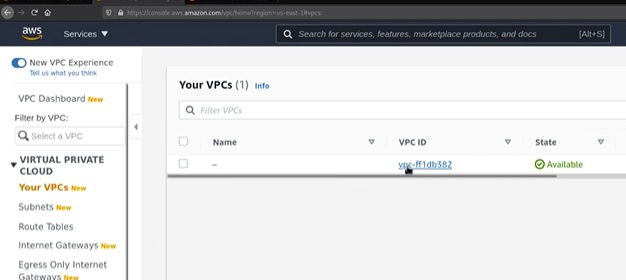 https://console.aws.amazon.com/vpc/home?region=us-east-1#vpcs:
aws Services Search for services, features, marketplace products, and docs [Alt+S]
New VPC Experience
Tell us what you think
VPC Dashboard New
Filter by VPC:
Select a VPC
VIRTUAL PRIVATE
CLOUD
Your VPCs New
Subnets New
Route Tables
Internet Gateways New
Egress Only Internet
Gateways New
Your VPCs (1) Info
Filter VPCs
Name VPC ID State
– vpc-ff1db382 Available